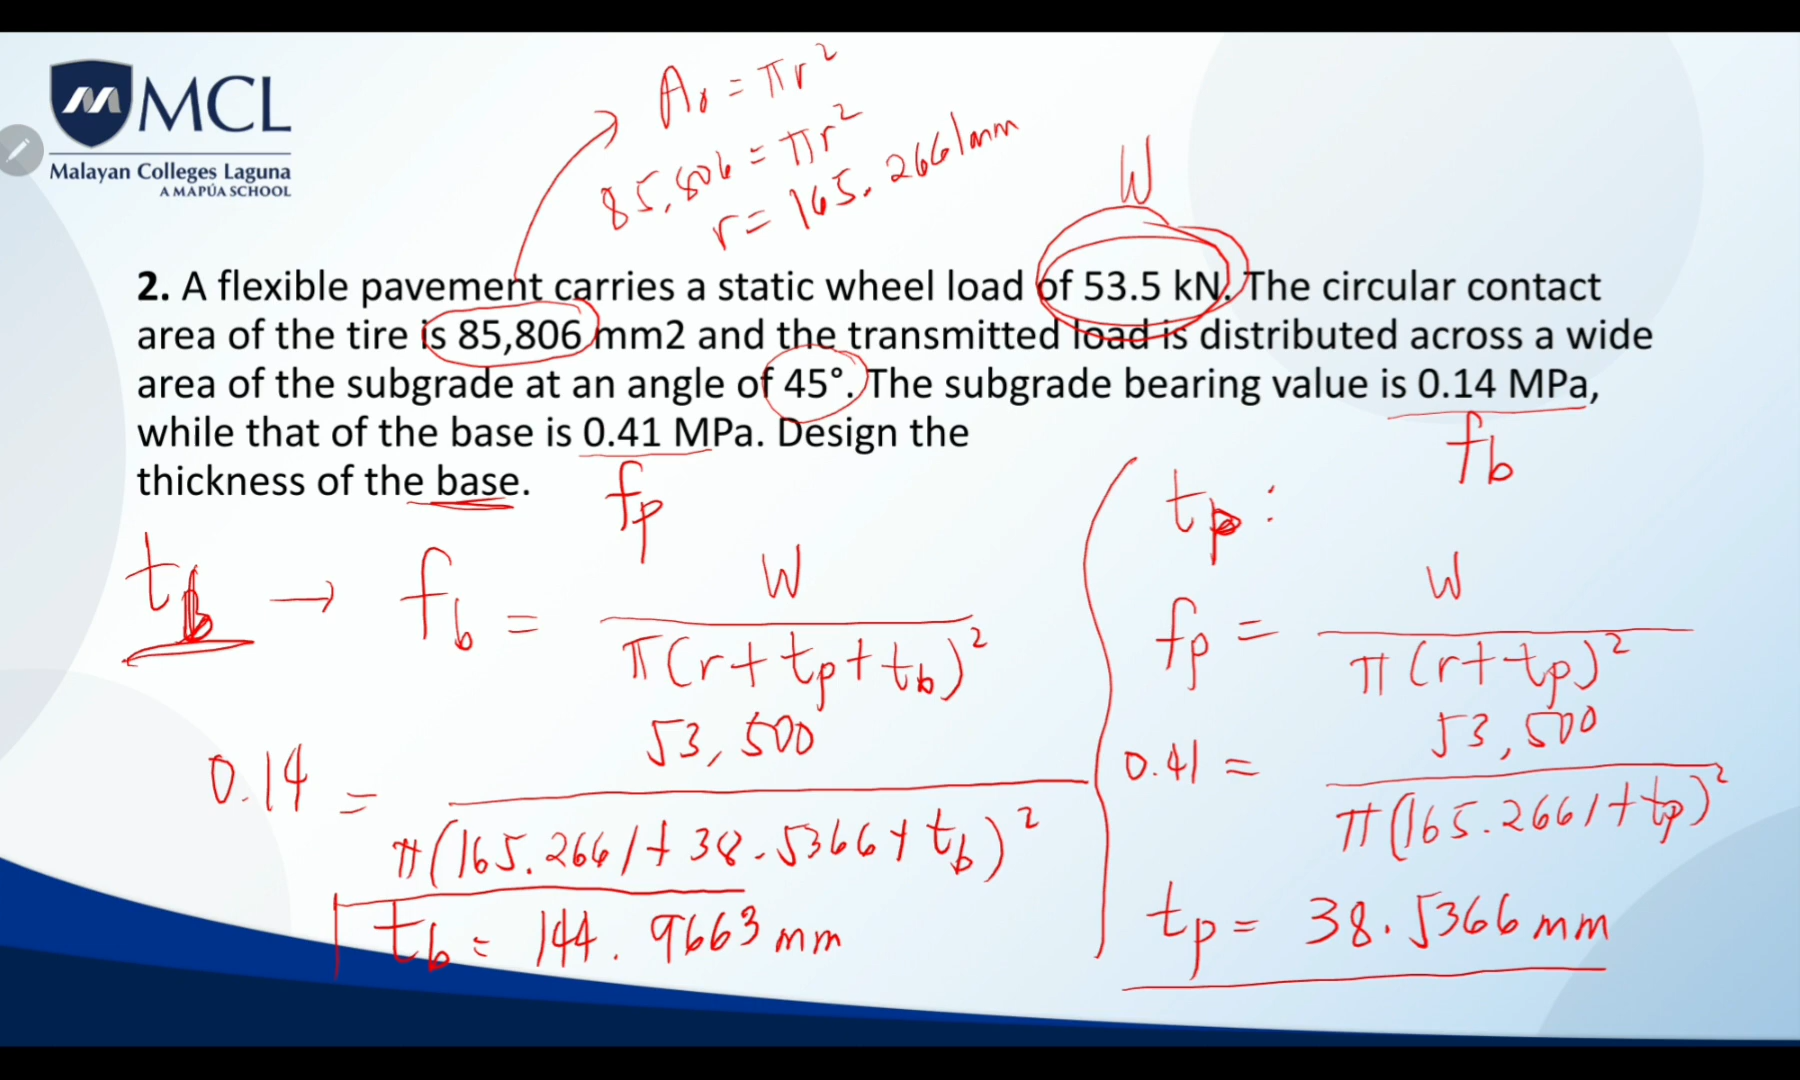 MCL
Malayan Colleges Laguna
A MAPÚA SCHOOL
A₀ = πr²
85,806 = πr²
r = 165.2661mm
W
2. A flexible pavement carries a static wheel load of 53.5 kN. The circular contact
area of the tire is 85,806 mm2 and the transmitted load is distributed across a wide
area of the subgrade at an angle of 45°. The subgrade bearing value is 0.14 MPa,
while that of the base is 0.41 MPa. Design the
thickness of the base.
fp
fb
tb → fb = W / π(r + tp + tb)²
0.14 = 53,500 / π(165.2661 + 38.5366 + tb)²
tb = 144.9663 mm
tp:
fp = W / π(r + tp)²
0.41 = 53,500 / π(165.2661 + tp)²
tp = 38.5366 mm